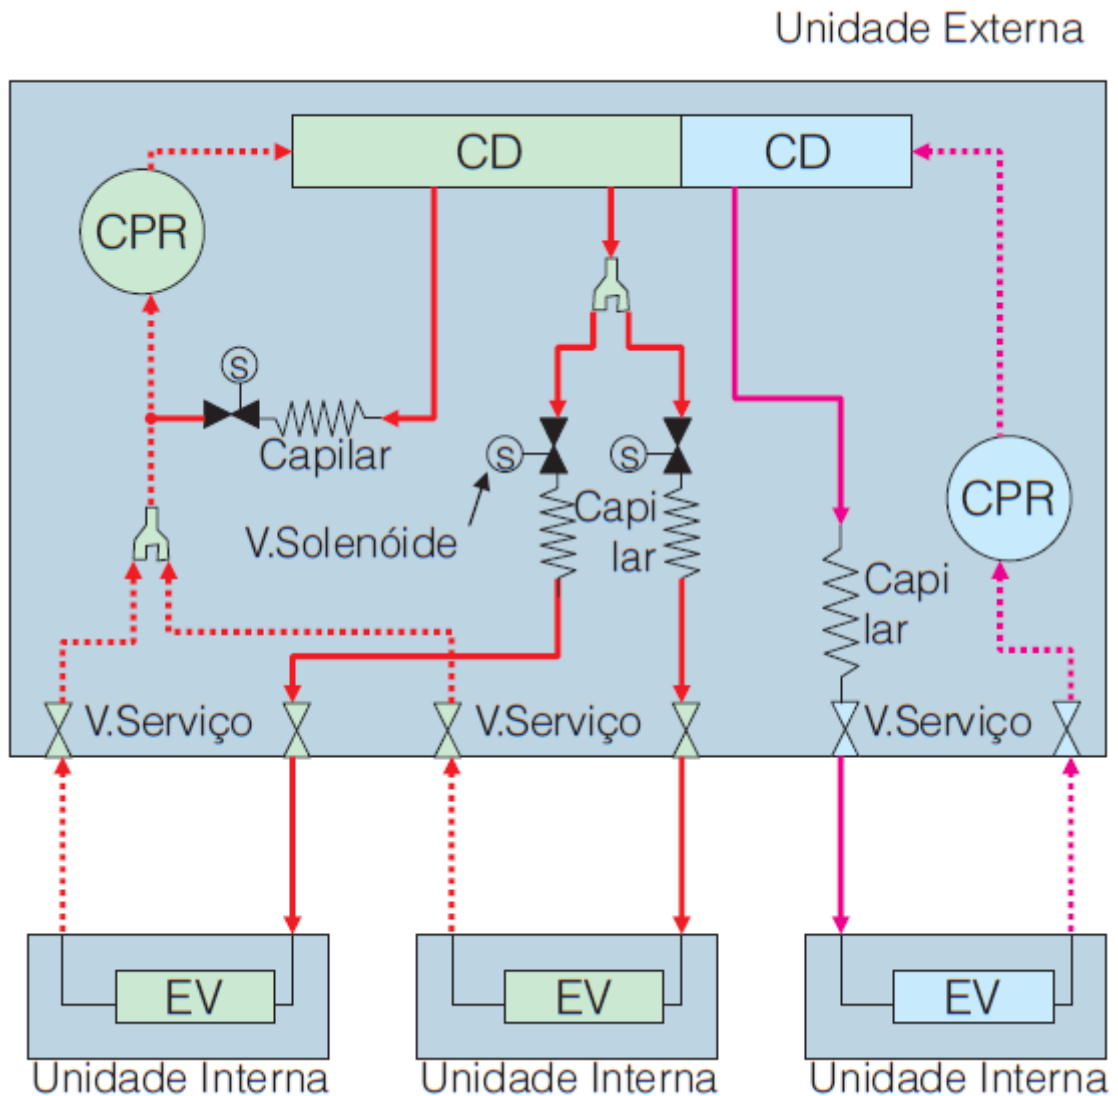 Unidade Externa
CD
CD
CPR
S
Capilar
S
S
V.Solenóide
Capi
lar
CPR
Capi
lar
V.Serviço
V.Serviço
V.Serviço
EV
EV
EV
Unidade Interna
Unidade Interna
Unidade Interna